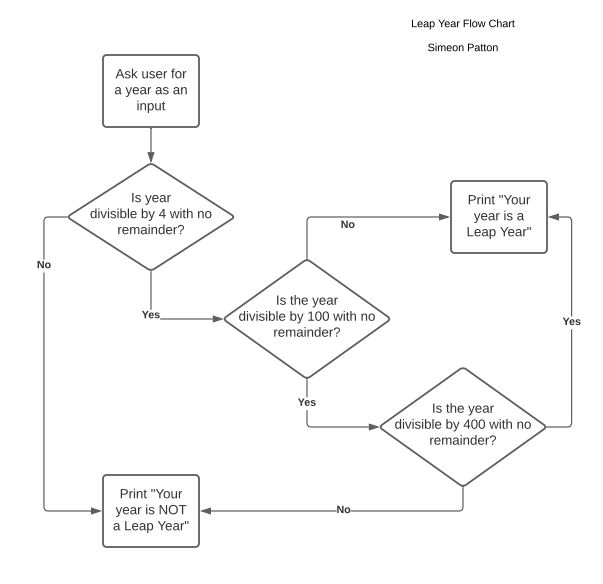 Leap Year Flow Chart
Simeon Patton
Ask user for
a year as an
input
Is year
divisible by 4 with no
remainder?
No
Yes
Is the year
divisible by 100 with no
remainder?
No
Print "Your
year is a
Leap Year"
Yes
Yes
Is the year
divisible by 400 with no
remainder?
No
Print "Your
year is NOT
a Leap Year"